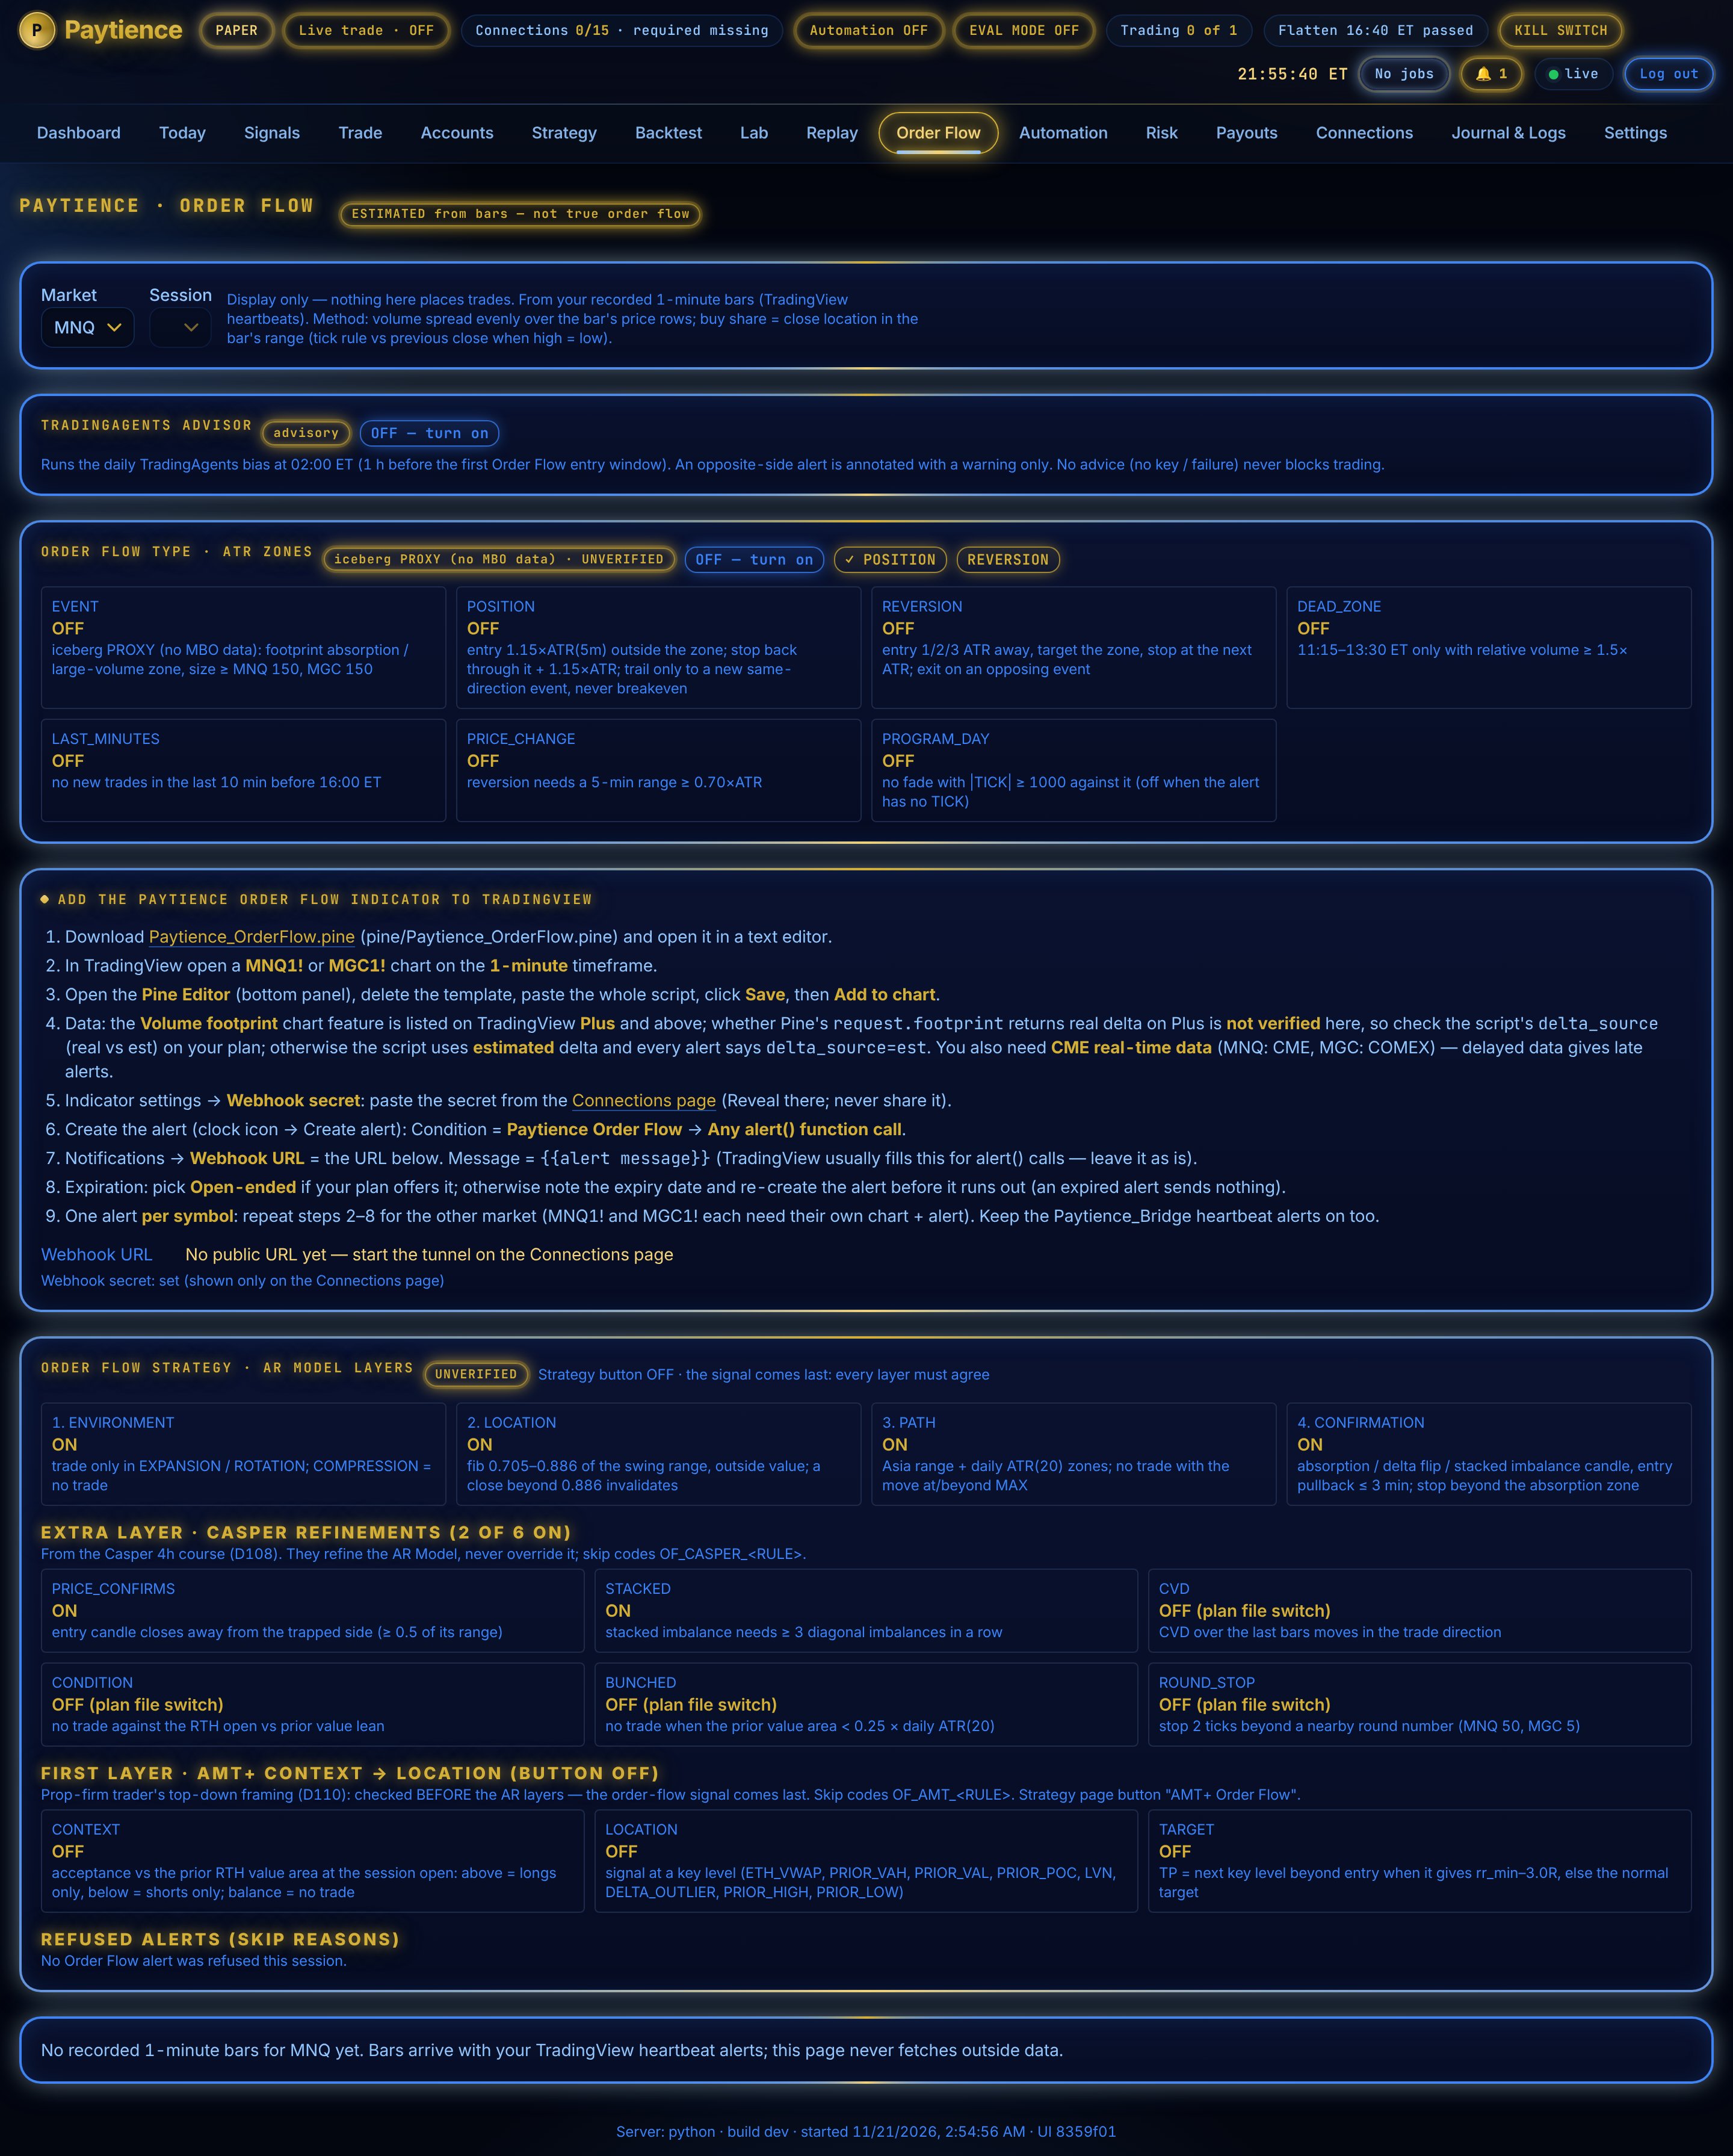 P Paytience PAPER Live trade · OFF Connections 0/15 · required missing Automation OFF EVAL MODE OFF Trading 0 of 1 Flatten 16:40 ET passed KILL SWITCH
21:55:40 ET No jobs 🔔 1 live Log out
Dashboard Today Signals Trade Accounts Strategy Backtest Lab Replay Order Flow Automation Risk Payouts Connections Journal & Logs Settings
PAYTIENCE · ORDER FLOW ESTIMATED from bars — not true order flow
Market Session
MNQ
Display only — nothing here places trades. From your recorded 1-minute bars (TradingView
heartbeats). Method: volume spread evenly over the bar's price rows; buy share = close location in the
bar's range (tick rule vs previous close when high = low).
TRADINGAGENTS ADVISOR advisory OFF — turn on
Runs the daily TradingAgents bias at 02:00 ET (1 h before the first Order Flow entry window). An opposite-side alert is annotated with a warning only. No advice (no key / failure) never blocks trading.
ORDER FLOW TYPE · ATR ZONES iceberg PROXY (no MBO data) · UNVERIFIED OFF — turn on ✓ POSITION REVERSION
EVENT
OFF
iceberg PROXY (no MBO data): footprint absorption /
large-volume zone, size ≥ MNQ 150, MGC 150
POSITION
OFF
entry 1.15×ATR(5m) outside the zone; stop back
through it + 1.15×ATR; trail only to a new same-
direction event, never breakeven
REVERSION
OFF
entry 1/2/3 ATR away, target the zone, stop at the next
ATR; exit on an opposing event
DEAD_ZONE
OFF
11:15–13:30 ET only with relative volume ≥ 1.5×
LAST_MINUTES
OFF
no new trades in the last 10 min before 16:00 ET
PRICE_CHANGE
OFF
reversion needs a 5-min range ≥ 0.70×ATR
PROGRAM_DAY
OFF
no fade with |TICK| ≥ 1000 against it (off when the alert
has no TICK)
ADD THE PAYTIENCE ORDER FLOW INDICATOR TO TRADINGVIEW
1. Download Paytience_OrderFlow.pine (pine/Paytience_OrderFlow.pine) and open it in a text editor.
2. In TradingView open a MNQ1! or MGC1! chart on the 1-minute timeframe.
3. Open the Pine Editor (bottom panel), delete the template, paste the whole script, click Save, then Add to chart.
4. Data: the Volume footprint chart feature is listed on TradingView Plus and above; whether Pine's request.footprint returns real delta on Plus is not verified here, so check the script's delta_source
(real vs est) on your plan; otherwise the script uses estimated delta and every alert says delta_source=est. You also need CME real-time data (MNQ: CME, MGC: COMEX) — delayed data gives late
alerts.
5. Indicator settings → Webhook secret: paste the secret from the Connections page (Reveal there; never share it).
6. Create the alert (clock icon → Create alert): Condition = Paytience Order Flow → Any alert() function call.
7. Notifications → Webhook URL = the URL below. Message = {{alert message}} (TradingView usually fills this for alert() calls — leave it as is).
8. Expiration: pick Open-ended if your plan offers it; otherwise note the expiry date and re-create the alert before it runs out (an expired alert sends nothing).
9. One alert per symbol: repeat steps 2–8 for the other market (MNQ1! and MGC1! each need their own chart + alert). Keep the Paytience_Bridge heartbeat alerts on too.
Webhook URL No public URL yet — start the tunnel on the Connections page
Webhook secret: set (shown only on the Connections page)
ORDER FLOW STRATEGY · AR MODEL LAYERS UNVERIFIED Strategy button OFF · the signal comes last: every layer must agree
1. ENVIRONMENT
ON
trade only in EXPANSION / ROTATION; COMPRESSION =
no trade
2. LOCATION
ON
fib 0.705–0.886 of the swing range, outside value; a
close beyond 0.886 invalidates
3. PATH
ON
Asia range + daily ATR(20) zones; no trade with the
move at/beyond MAX
4. CONFIRMATION
ON
absorption / delta flip / stacked imbalance candle, entry
pullback ≤ 3 min; stop beyond the absorption zone
EXTRA LAYER · CASPER REFINEMENTS (2 OF 6 ON)
From the Casper 4h course (D108). They refine the AR Model, never override it; skip codes OF_CASPER_<RULE>.
PRICE_CONFIRMS
ON
entry candle closes away from the trapped side (≥ 0.5 of its range)
STACKED
ON
stacked imbalance needs ≥ 3 diagonal imbalances in a row
CVD
OFF (plan file switch)
CVD over the last bars moves in the trade direction
CONDITION
OFF (plan file switch)
no trade against the RTH open vs prior value lean
BUNCHED
OFF (plan file switch)
no trade when the prior value area < 0.25 × daily ATR(20)
ROUND_STOP
OFF (plan file switch)
stop 2 ticks beyond a nearby round number (MNQ 50, MGC 5)
FIRST LAYER · AMT+ CONTEXT → LOCATION (BUTTON OFF)
Prop-firm trader's top-down framing (D110): checked BEFORE the AR layers — the order-flow signal comes last. Skip codes OF_AMT_<RULE>. Strategy page button "AMT+ Order Flow".
CONTEXT
OFF
acceptance vs the prior RTH value area at the session open: above = longs
only, below = shorts only; balance = no trade
LOCATION
OFF
signal at a key level (ETH_VWAP, PRIOR_VAH, PRIOR_VAL, PRIOR_POC, LVN,
DELTA_OUTLIER, PRIOR_HIGH, PRIOR_LOW)
TARGET
OFF
TP = next key level beyond entry when it gives rr_min–3.0R, else the normal
target
REFUSED ALERTS (SKIP REASONS)
No Order Flow alert was refused this session.
No recorded 1-minute bars for MNQ yet. Bars arrive with your TradingView heartbeat alerts; this page never fetches outside data.
Server: python · build dev · started 11/21/2026, 2:54:56 AM · UI 8359f01